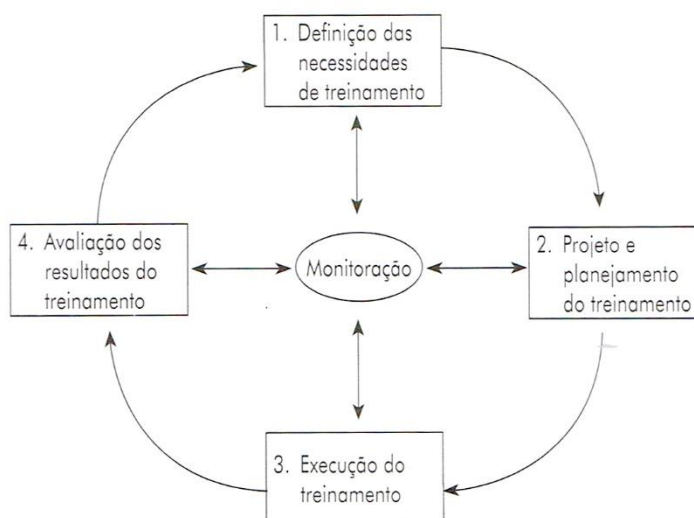 1. Definição das
necessidades
de treinamento
4. Avaliação dos
resultados do
treinamento
Monitoração
2. Projeto e
planejamento
do treinamento
3. Execução do
treinamento